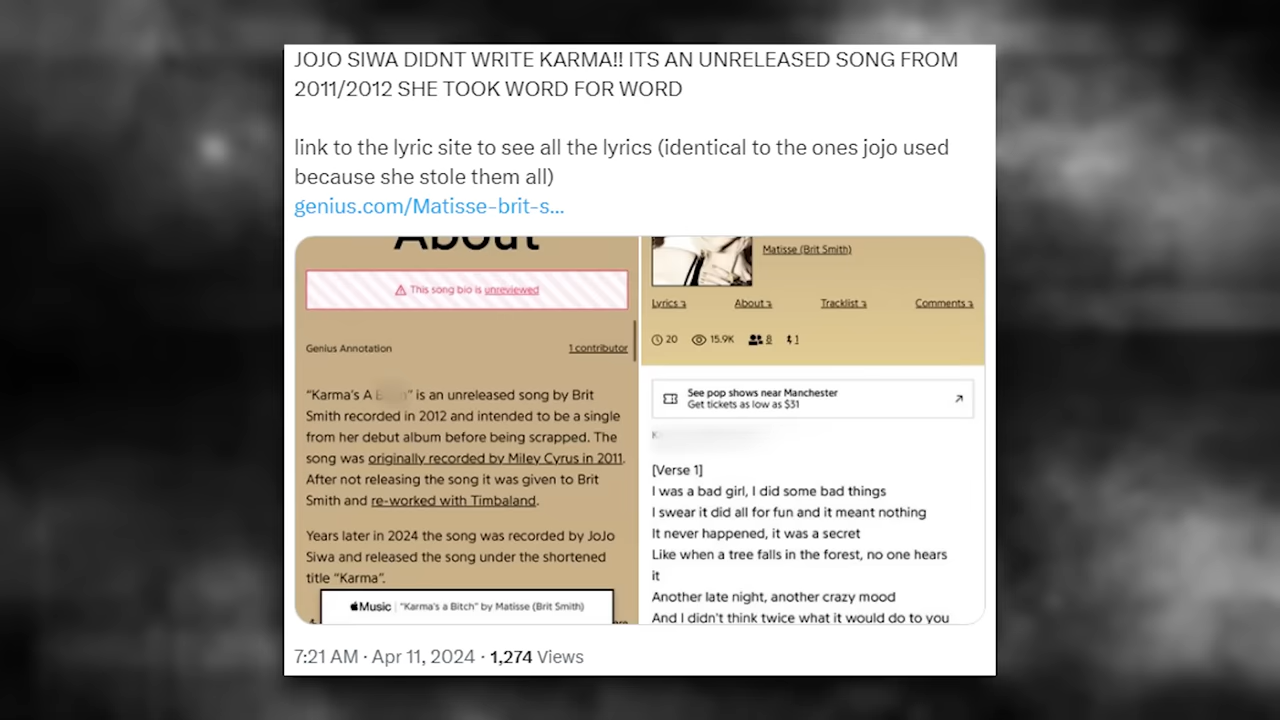 JOJO SIWA DIDNT WRITE KARMA!! ITS AN UNRELEASED SONG FROM
2011/2012 SHE TOOK WORD FOR WORD
link to the lyric site to see all the lyrics (identical to the ones jojo used
because she stole them all)
genius.com/Matisse-brit-s...
About
This song bio is unreviewed
Genius Annotation
1 contributor
“Karma's A B” is an unreleased song by Brit
Smith recorded in 2012 and intended to be a single
from her debut album before being scrapped. The
song was originally recorded by Miley Cyrus in 2011.
After not releasing the song it was given to Brit
Smith and re-worked with Timbaland.
Years later in 2024 the song was recorded by JoJo
Siwa and released the song under the shortened
title “Karma”.
Music | “Karma's a Bitch” by Matisse (Brit Smith)
Matisse (Brit Smith)
Lyrics About Tracklist Comments
20 15.9K 8 1
See pop shows near Manchester
Get tickets as low as $31
[Verse 1]
I was a bad girl, I did some bad things
I swear it did all for fun and it meant nothing
It never happened, it was a secret
Like when a tree falls in the forest, no one hears
it
Another late night, another crazy mood
And I didn't think twice what it would do to you
7:21 AM · Apr 11, 2024 · 1,274 Views